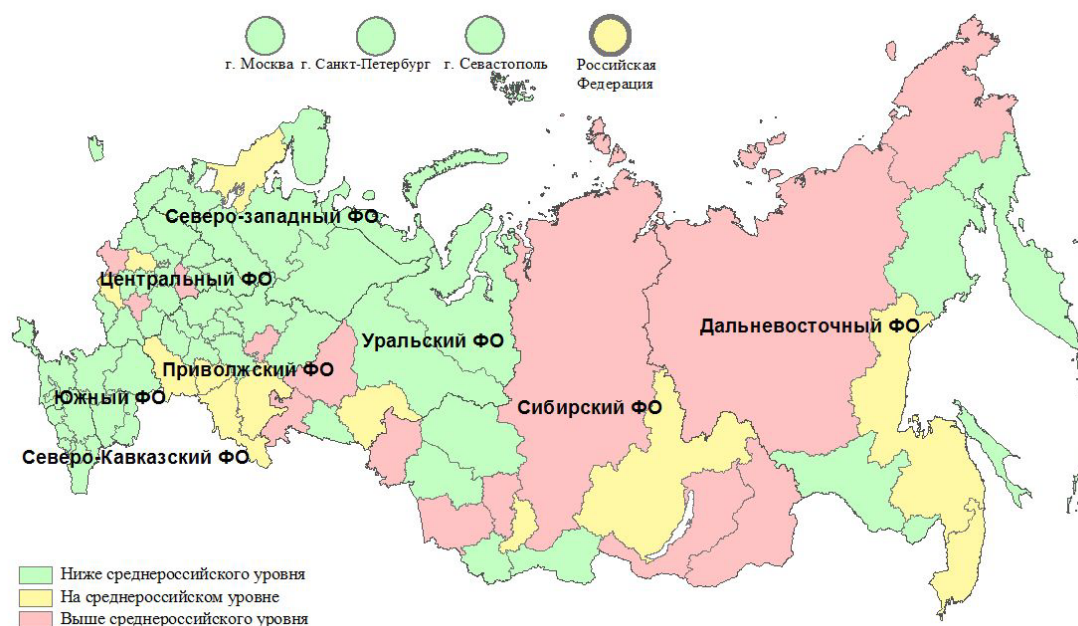 г. Москва
г. Санкт-Петербург
г. Севастополь
Российская
Федерация
Северо-западный ФО
Центральный ФО
Дальневосточный ФО
Уральский ФО
Приволжский ФО
Южный ФО
Сибирский ФО
Северо-Кавказский ФО
Ниже среднероссийского уровня
На среднероссийском уровне
Выше среднероссийского уровня